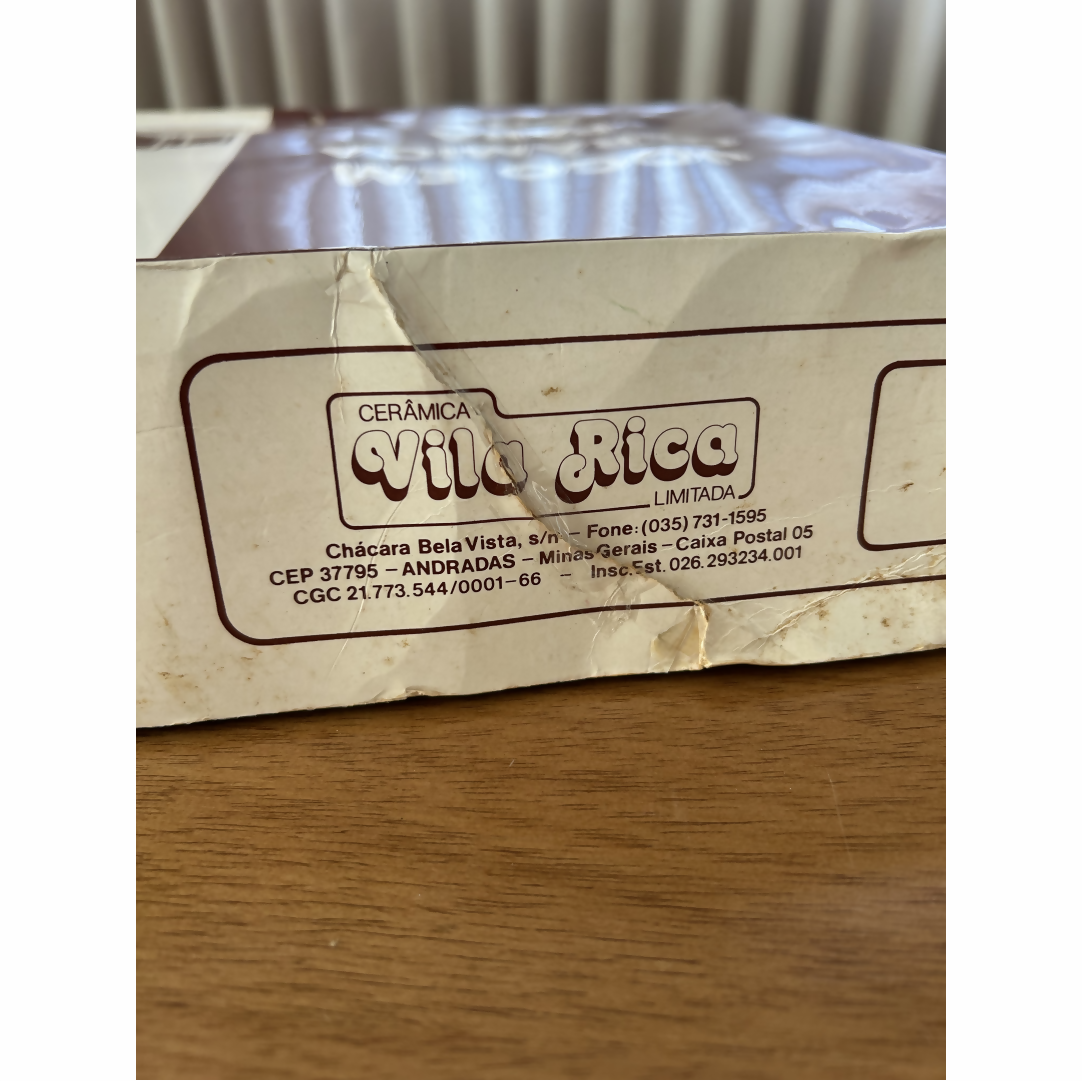 CERÂMICA
Vila Rica
LIMITADA
Chácara Bela Vista, s/n – Fone: (035) 731-1595
CEP 37795 – ANDRADAS – Minas Gerais – Caixa Postal 05
CGC 21.773.544/0001-66 – Insc. Est. 026.293234.001